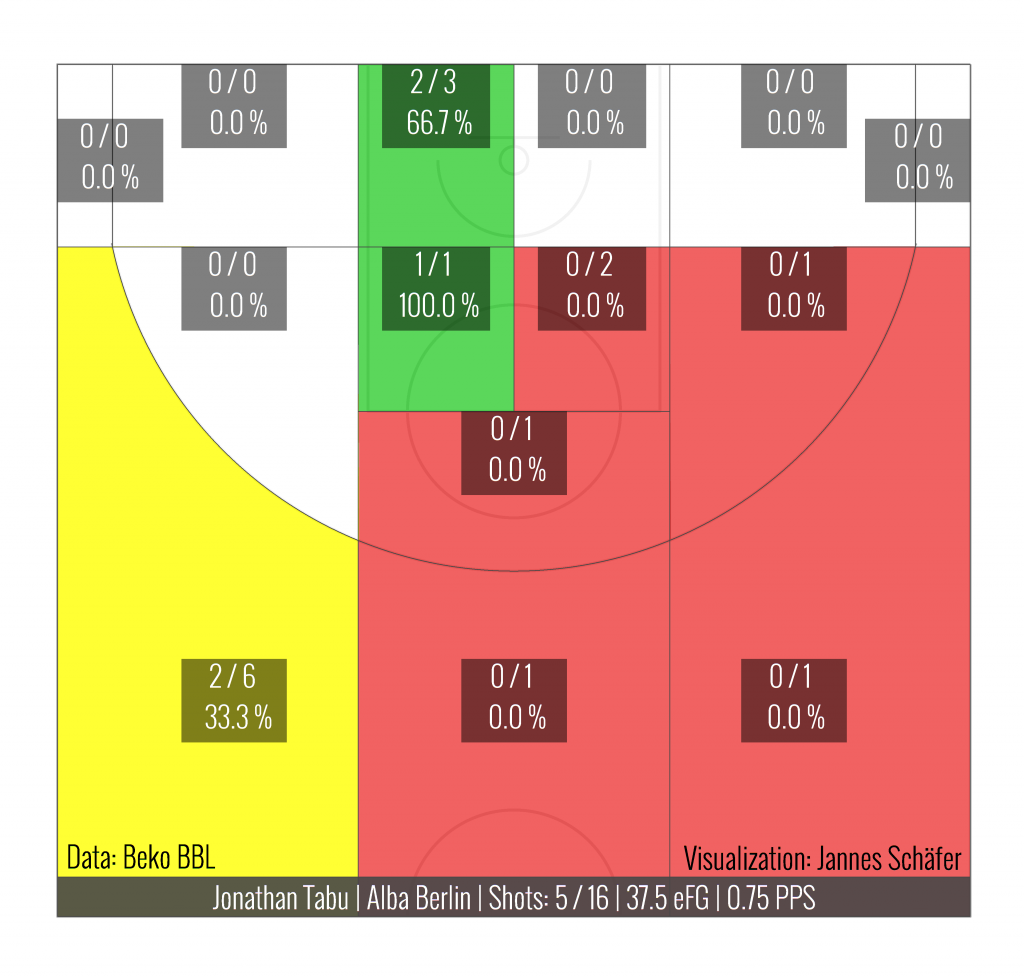 0 / 0
0.0 %
2 / 3
66.7 %
0 / 0
0.0 %
0 / 0
0.0 %
0 / 0
0.0 %
0 / 0
0.0 %
0 / 0
0.0 %
1 / 1
100.0 %
0 / 2
0.0 %
0 / 1
0.0 %
0 / 1
0.0 %
2 / 6
33.3 %
0 / 1
0.0 %
0 / 1
0.0 %
Data: Beko BBL
Visualization: Jannes Schäfer
Jonathan Tabu | Alba Berlin | Shots: 5 / 16 | 37.5 eFG | 0.75 PPS